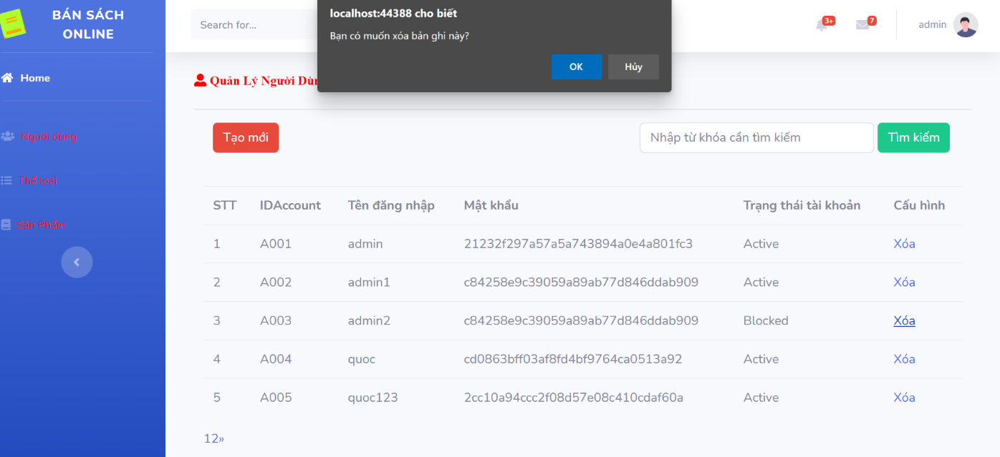 BÁN SÁCH
ONLINE
Home
Người dùng
Thể loại
Sản Phẩm
Search for...
localhost:44388 cho biết
Bạn có muốn xóa bản ghi này?
OK Hủy
3+ 7 admin
Quản Lý Người
Tạo mới Nhập từ khóa cần tìm kiếm Tìm kiếm
STT IDAccount Tên đăng nhập Mật khẩu Trạng thái tài khoản Cấu hình
1 A001 admin 21232f297a57a5a743894a0e4a801fc3 Active Xóa
2 A002 admin1 c84258e9c39059a89ab77d846ddab909 Active Xóa
3 A003 admin2 c84258e9c39059a89ab77d846ddab909 Blocked Xóa
4 A004 quoc cd0863bff03af8fd4bf9764ca0513a92 Active Xóa
5 A005 quoc123 2cc10a94ccc2f08d57e08c410cdaf60a Active Xóa
12»